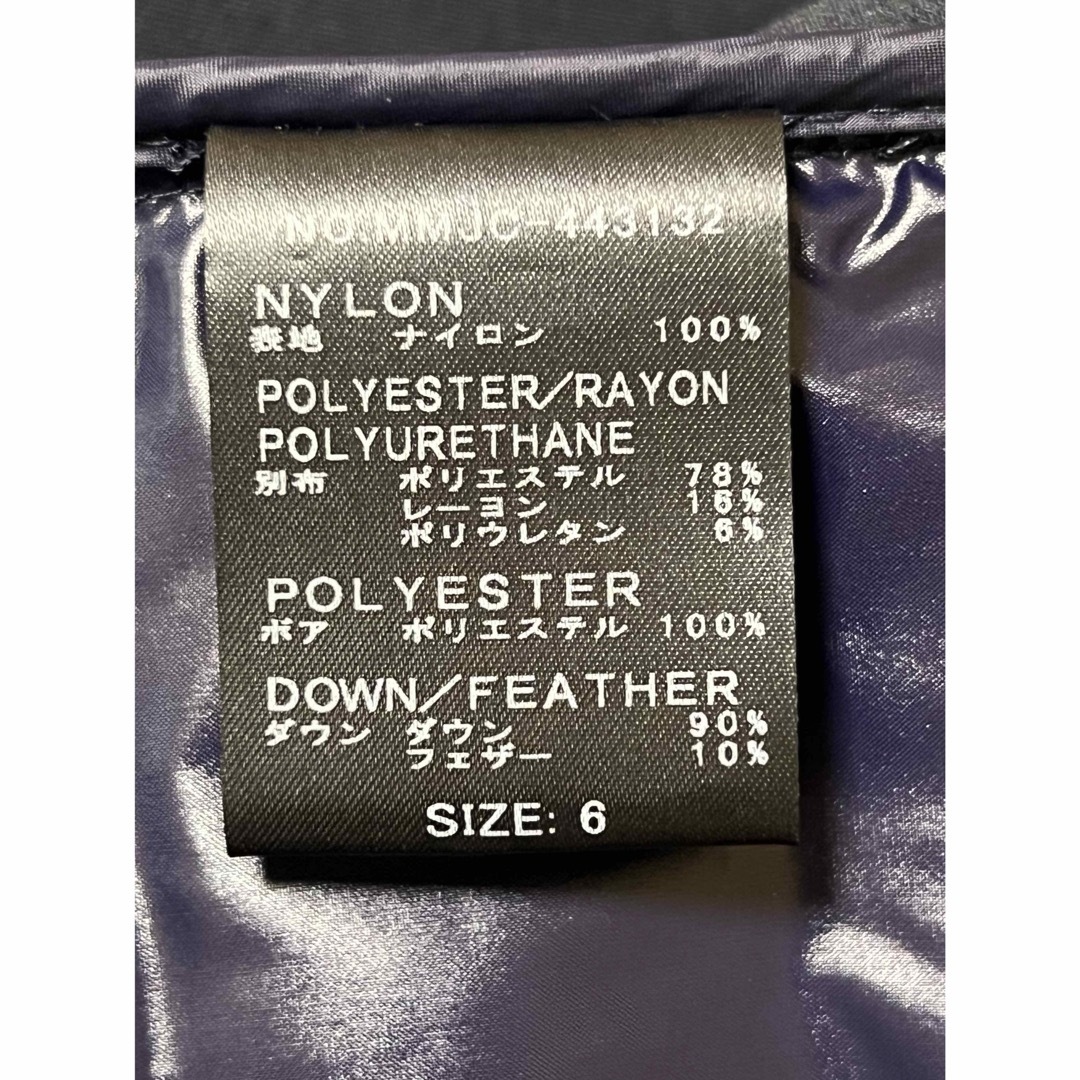 NO.MMJC-443132
NYLON
表地 ナイロン 100%
POLYESTER/RAYON
POLYURETHANE
別布 ポリエステル 78%
レーヨン 16%
ポリウレタン 6%
POLYESTER
ボア ポリエステル 100%
DOWN/FEATHER
ダウン ダウン 90%
フェザー 10%
SIZE: 6